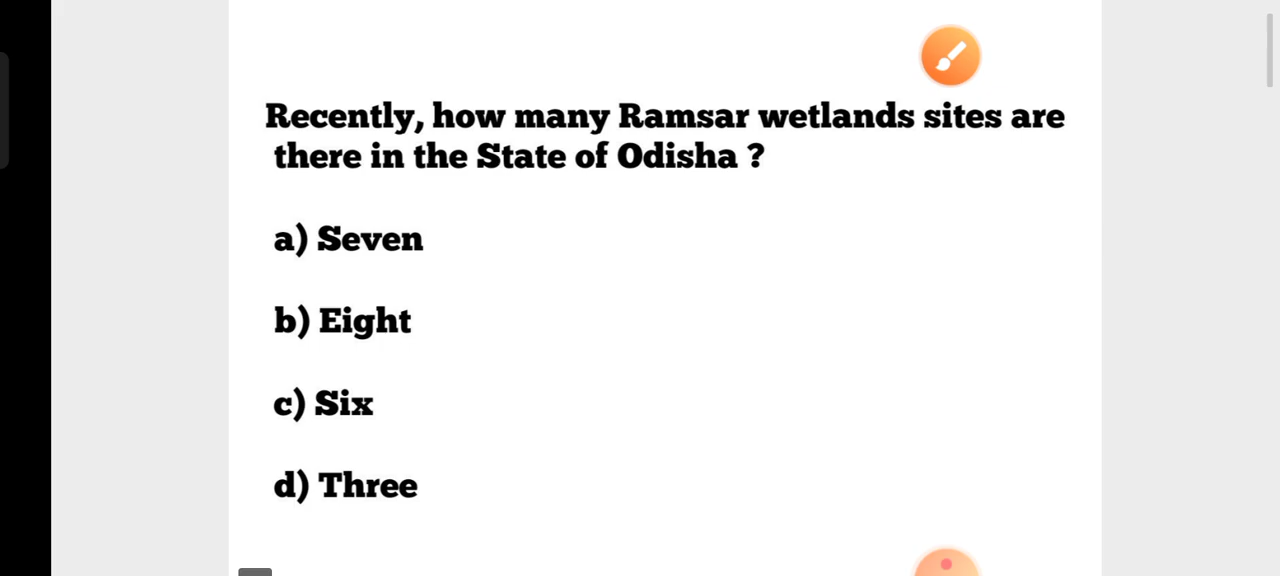 Recently, how many Ramsar wetlands sites are
there in the State of Odisha ?
a) Seven
b) Eight
c) Six
d) Three